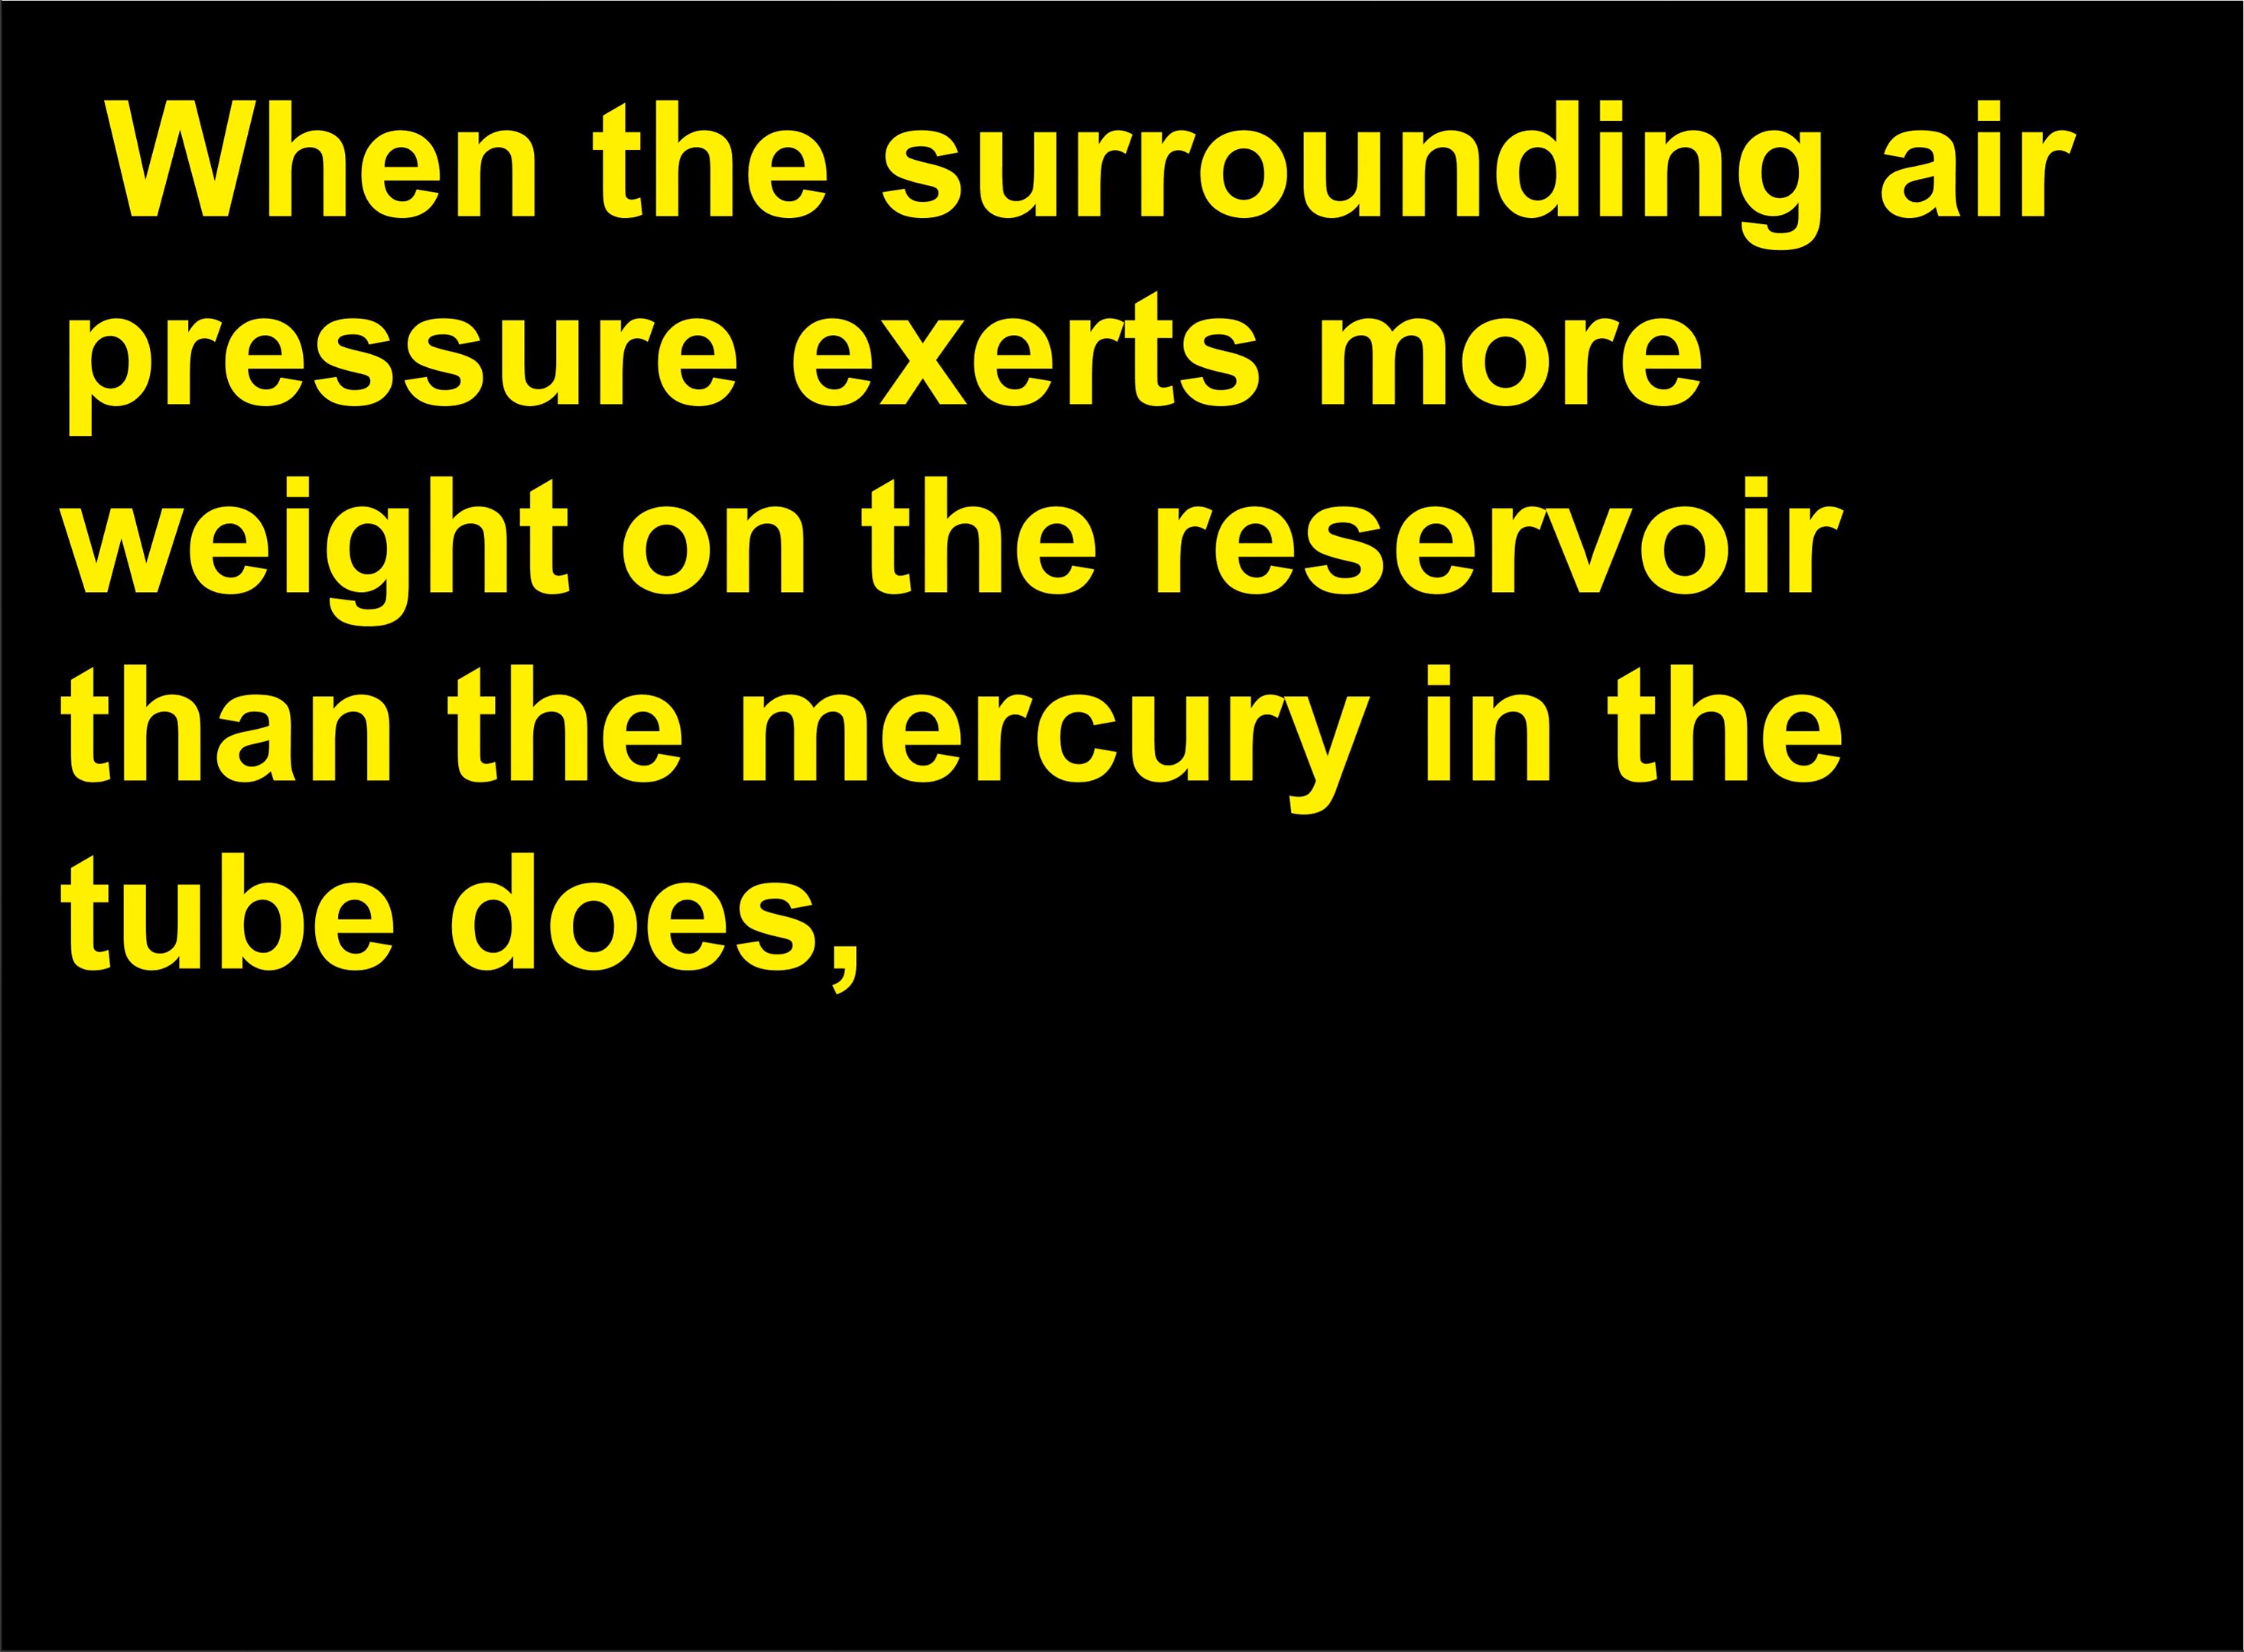 When the surrounding air
pressure exerts more
weight on the reservoir
than the mercury in the
tube does,